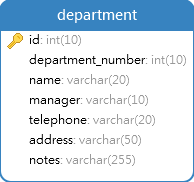 department
id: int(10)
department_number: int(10)
name: varchar(20)
manager: varchar(10)
telephone: varchar(20)
address: varchar(50)
notes: varchar(255)